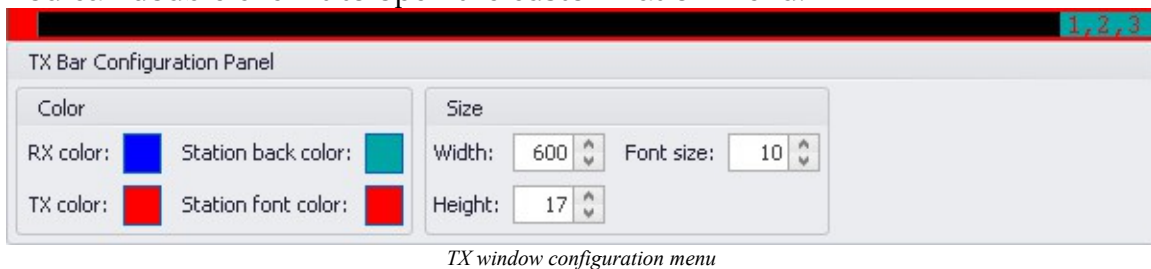 1,2,3
TX Bar Configuration Panel
Color
Size
RX color: Station back color: Width: 600 Font size: 10
TX color: Station font color: Height: 17
TX window configuration menu